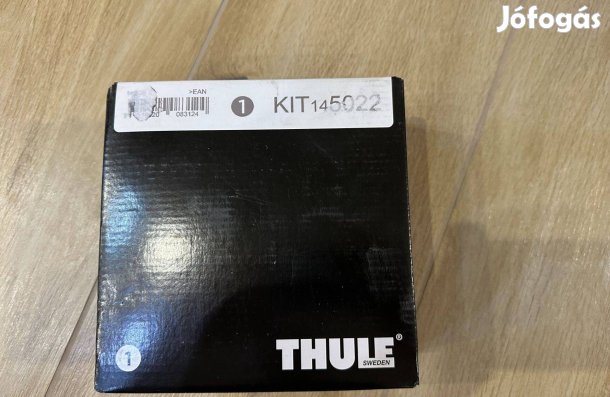 Jófogás
>EAN
083124
1 KIT145022
1
THULE®
SWEDEN